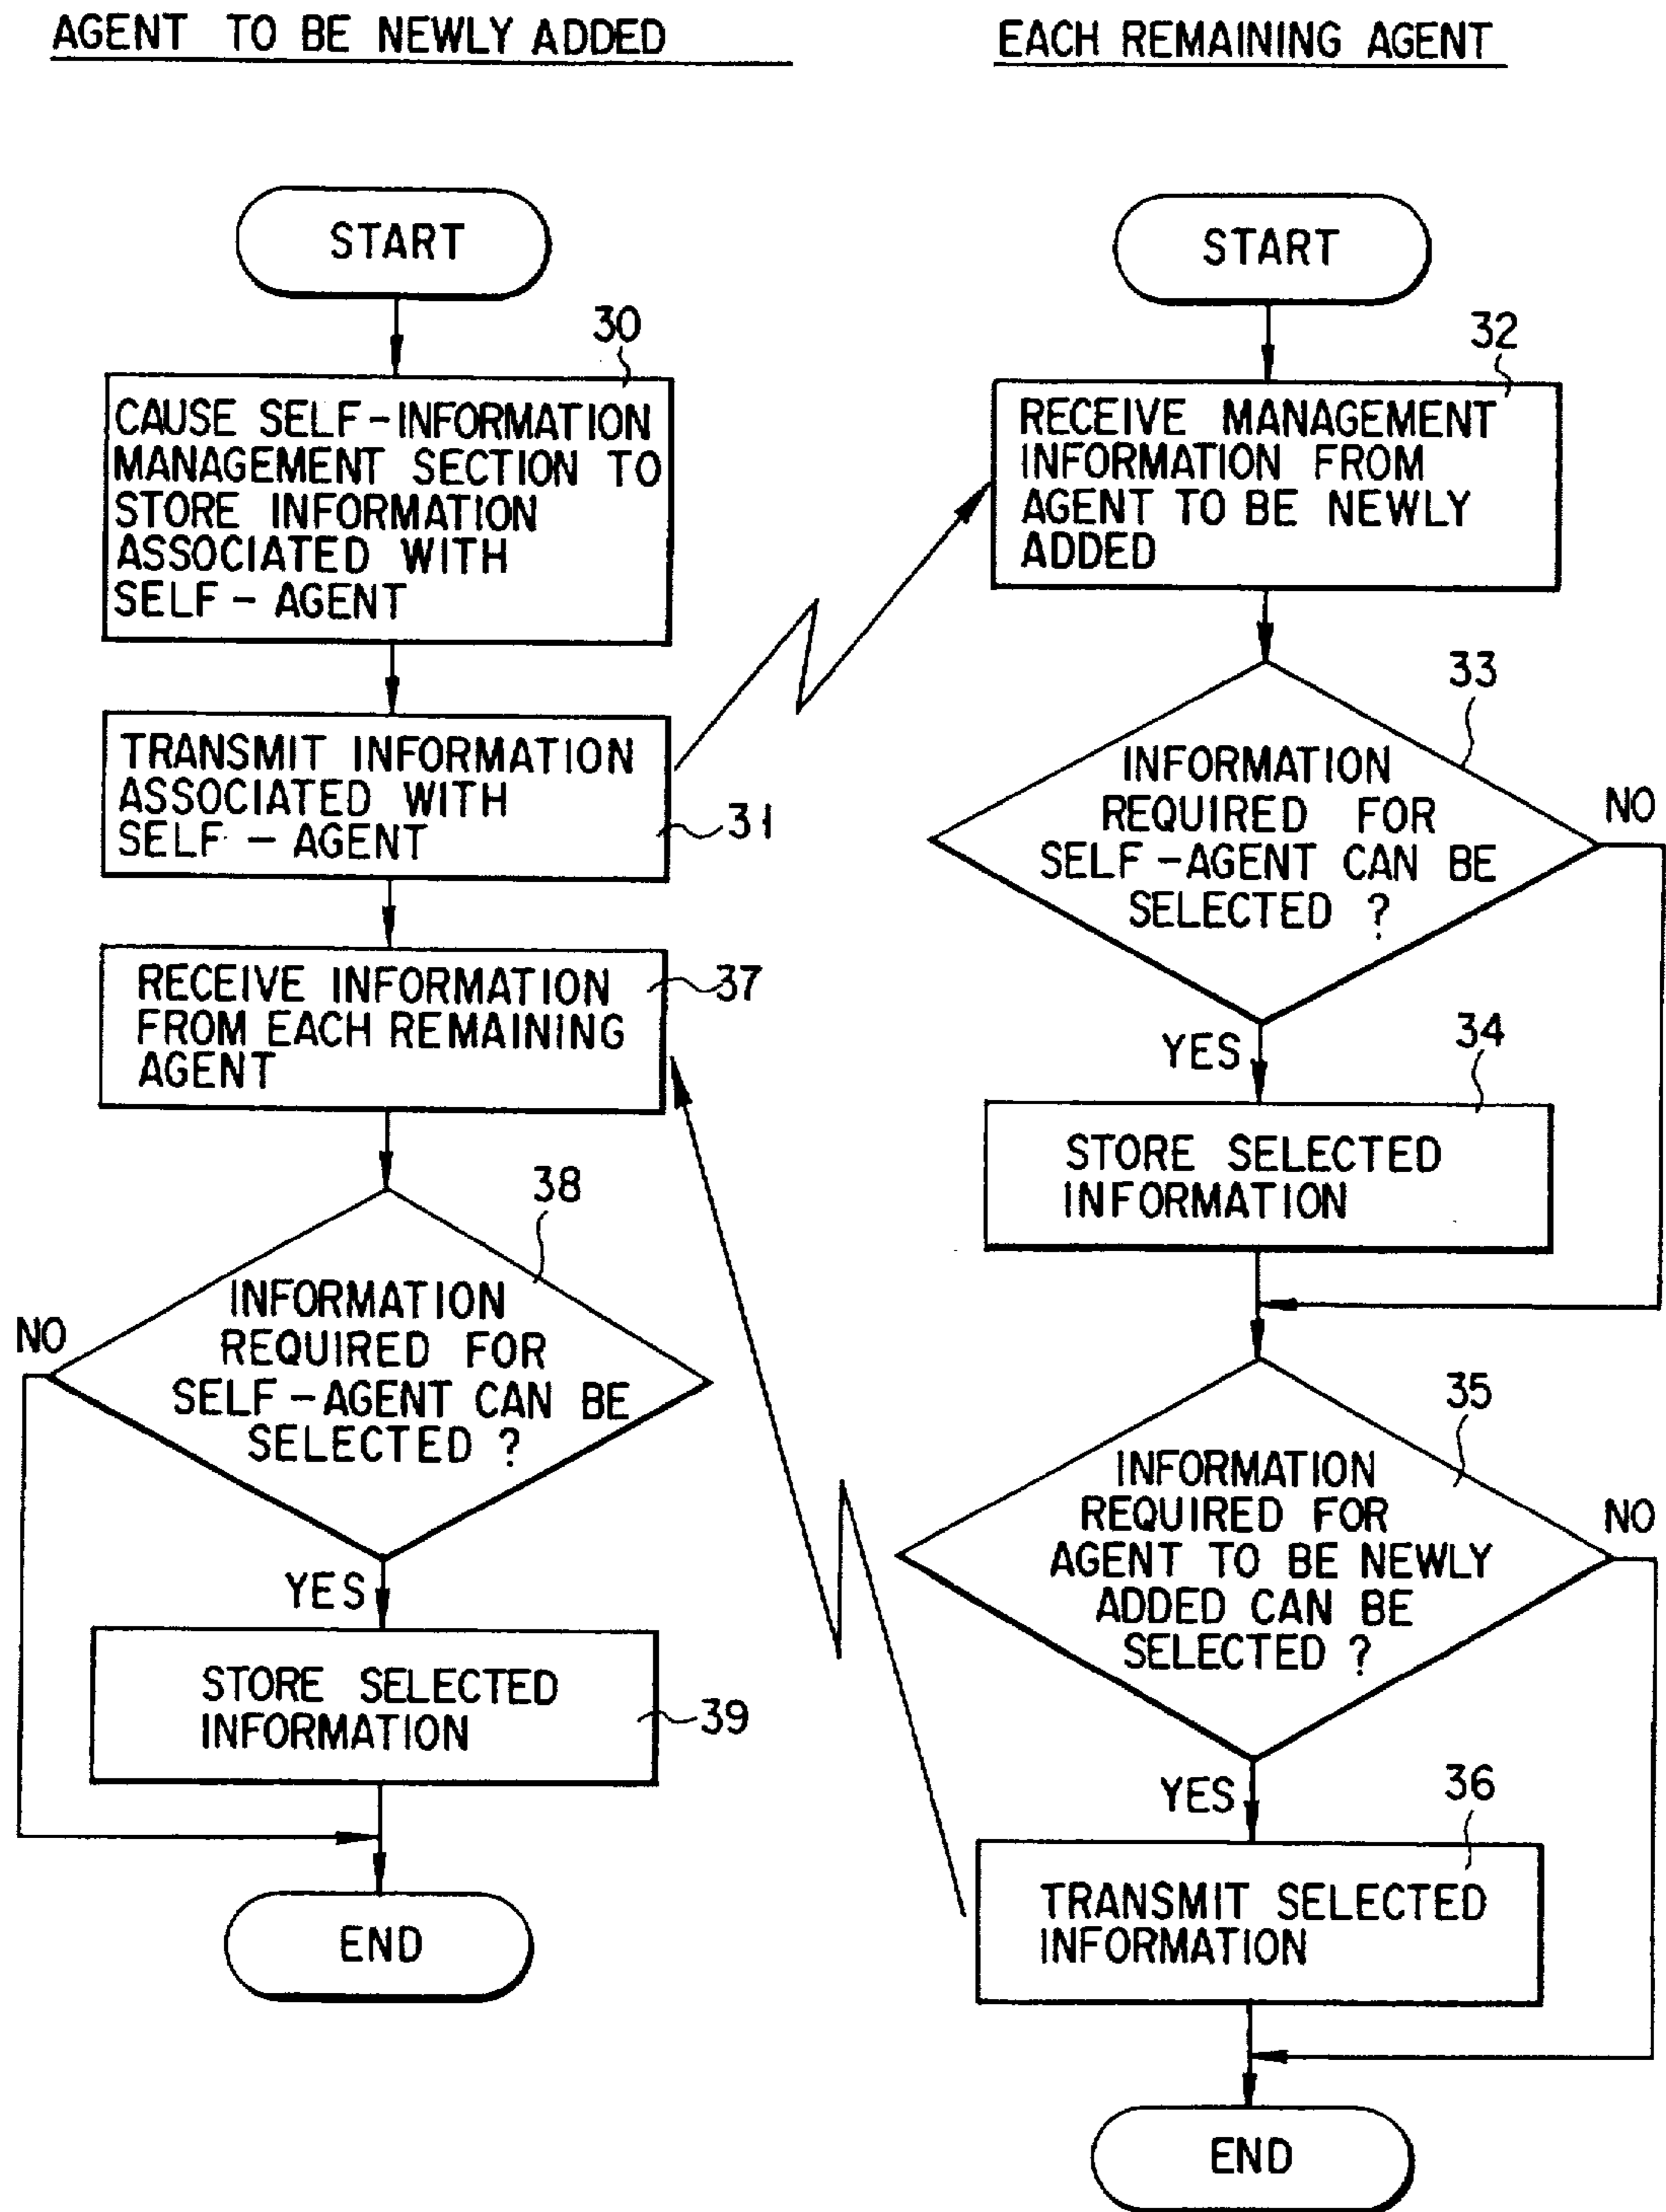 AGENT TO BE NEWLY ADDED
START
30
CAUSE SELF-INFORMATION
MANAGEMENT SECTION TO
STORE INFORMATION
ASSOCIATED WITH
SELF-AGENT
TRANSMIT INFORMATION
ASSOCIATED WITH
SELF-AGENT
31
RECEIVE INFORMATION
FROM EACH REMAINING
AGENT
37
38
INFORMATION
REQUIRED FOR
SELF-AGENT CAN BE
SELECTED ?
NO
YES
STORE SELECTED
INFORMATION
39
END
EACH REMAINING AGENT
START
32
RECEIVE MANAGEMENT
INFORMATION FROM
AGENT TO BE NEWLY
ADDED
33
INFORMATION
REQUIRED FOR
SELF-AGENT CAN BE
SELECTED ?
NO
YES
34
STORE SELECTED
INFORMATION
35
INFORMATION
REQUIRED FOR
AGENT TO BE NEWLY
ADDED CAN BE
SELECTED ?
NO
YES
36
TRANSMIT SELECTED
INFORMATION
END